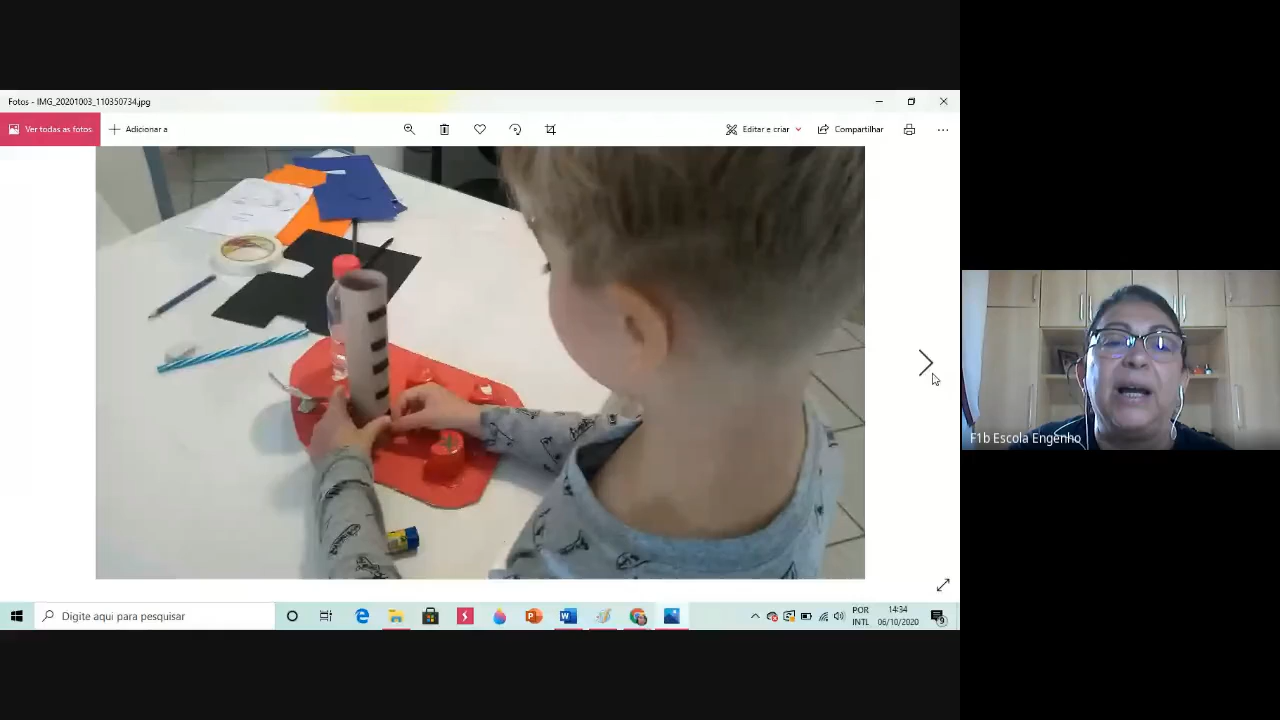 Fotos - IMG_20201003_110350734.jpg
Ver todas as fotos
Adicionar a
Editar e criar
Compartilhar
F1b Escola Engenho
Digite aqui para pesquisar
POR
INTL
14:34
06/10/2020
9